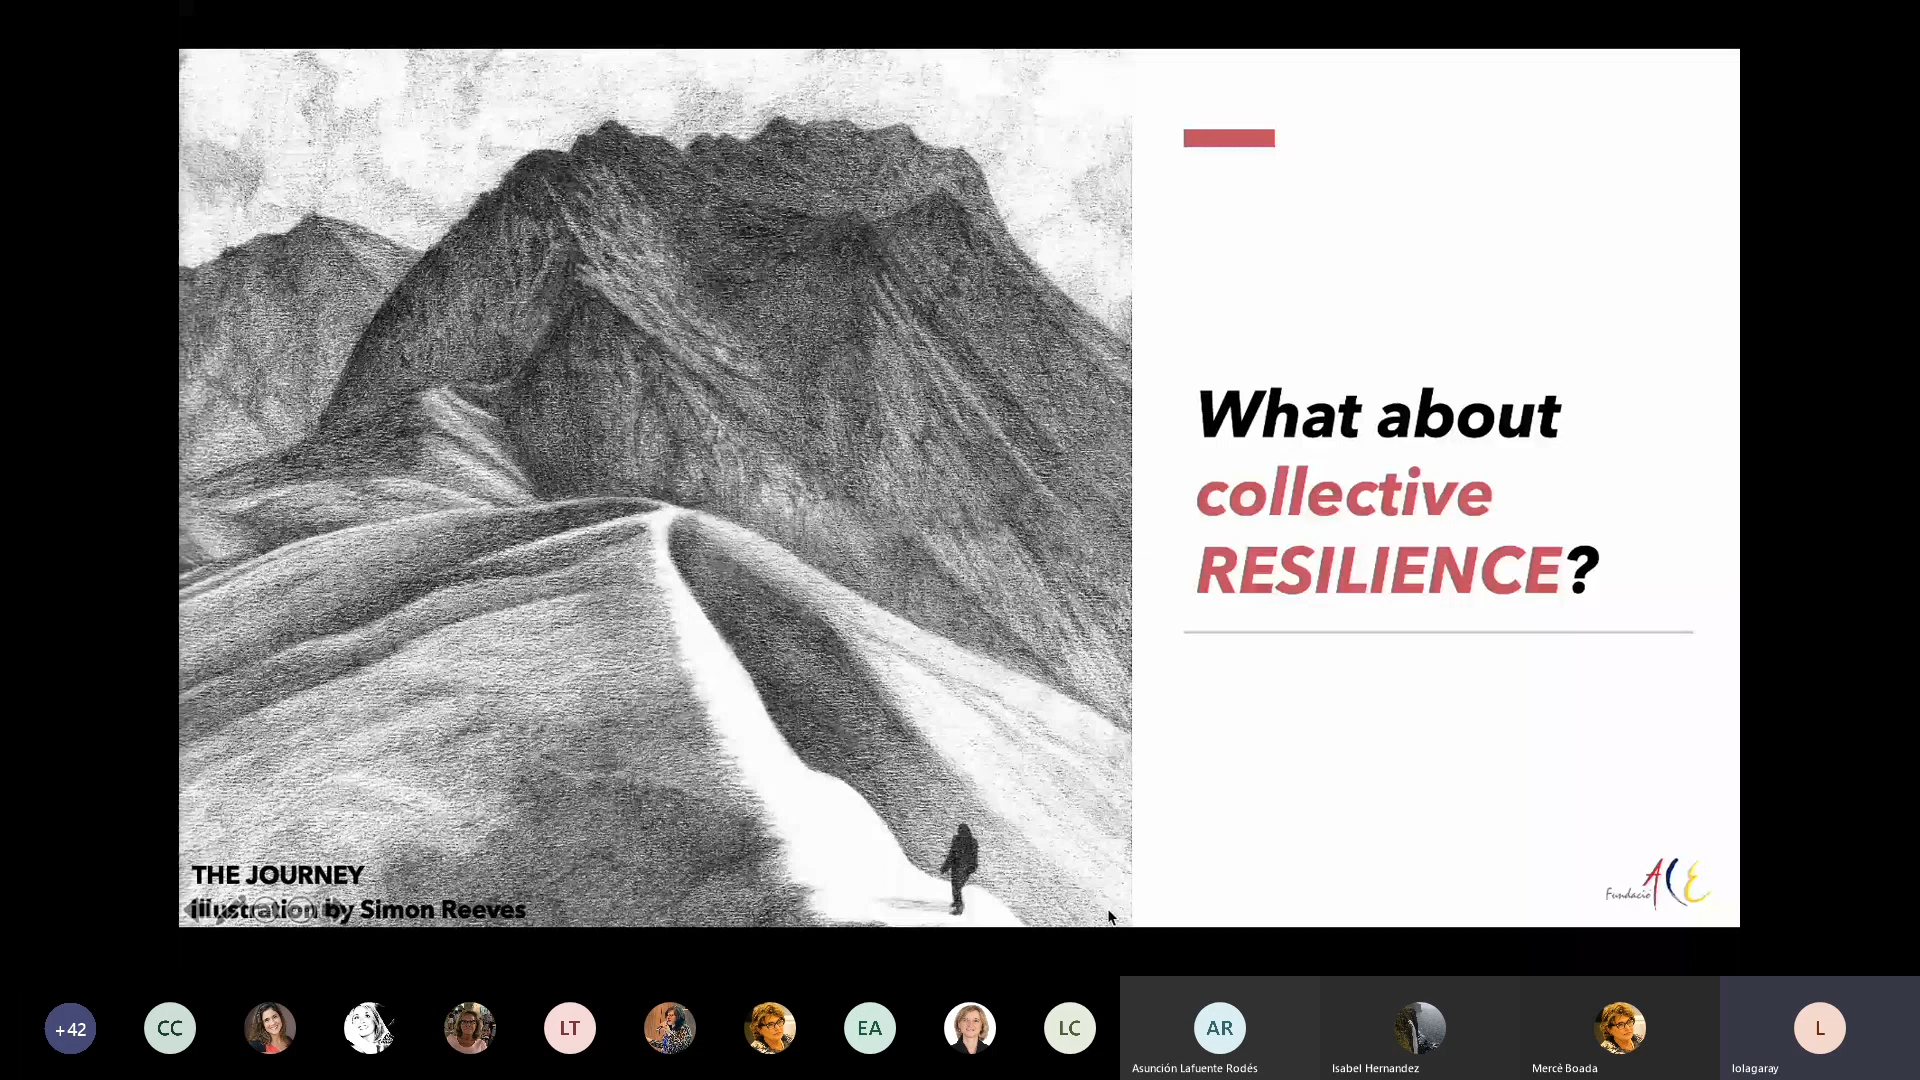 What about
collective
RESILIENCE?
THE JOURNEY
Illustration by Simon Reeves
Fundació ACE
+42
CC
LT
EA
LC
AR
L
Asunción Lafuente Rodés
Isabel Hernandez
Mercè Boada
lolagaray